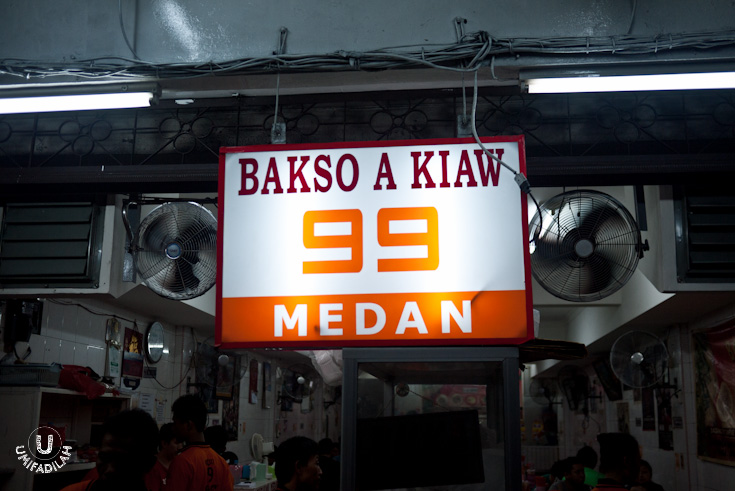 BAKSO A KIAW
99
MEDAN
U
UMIFADILAH